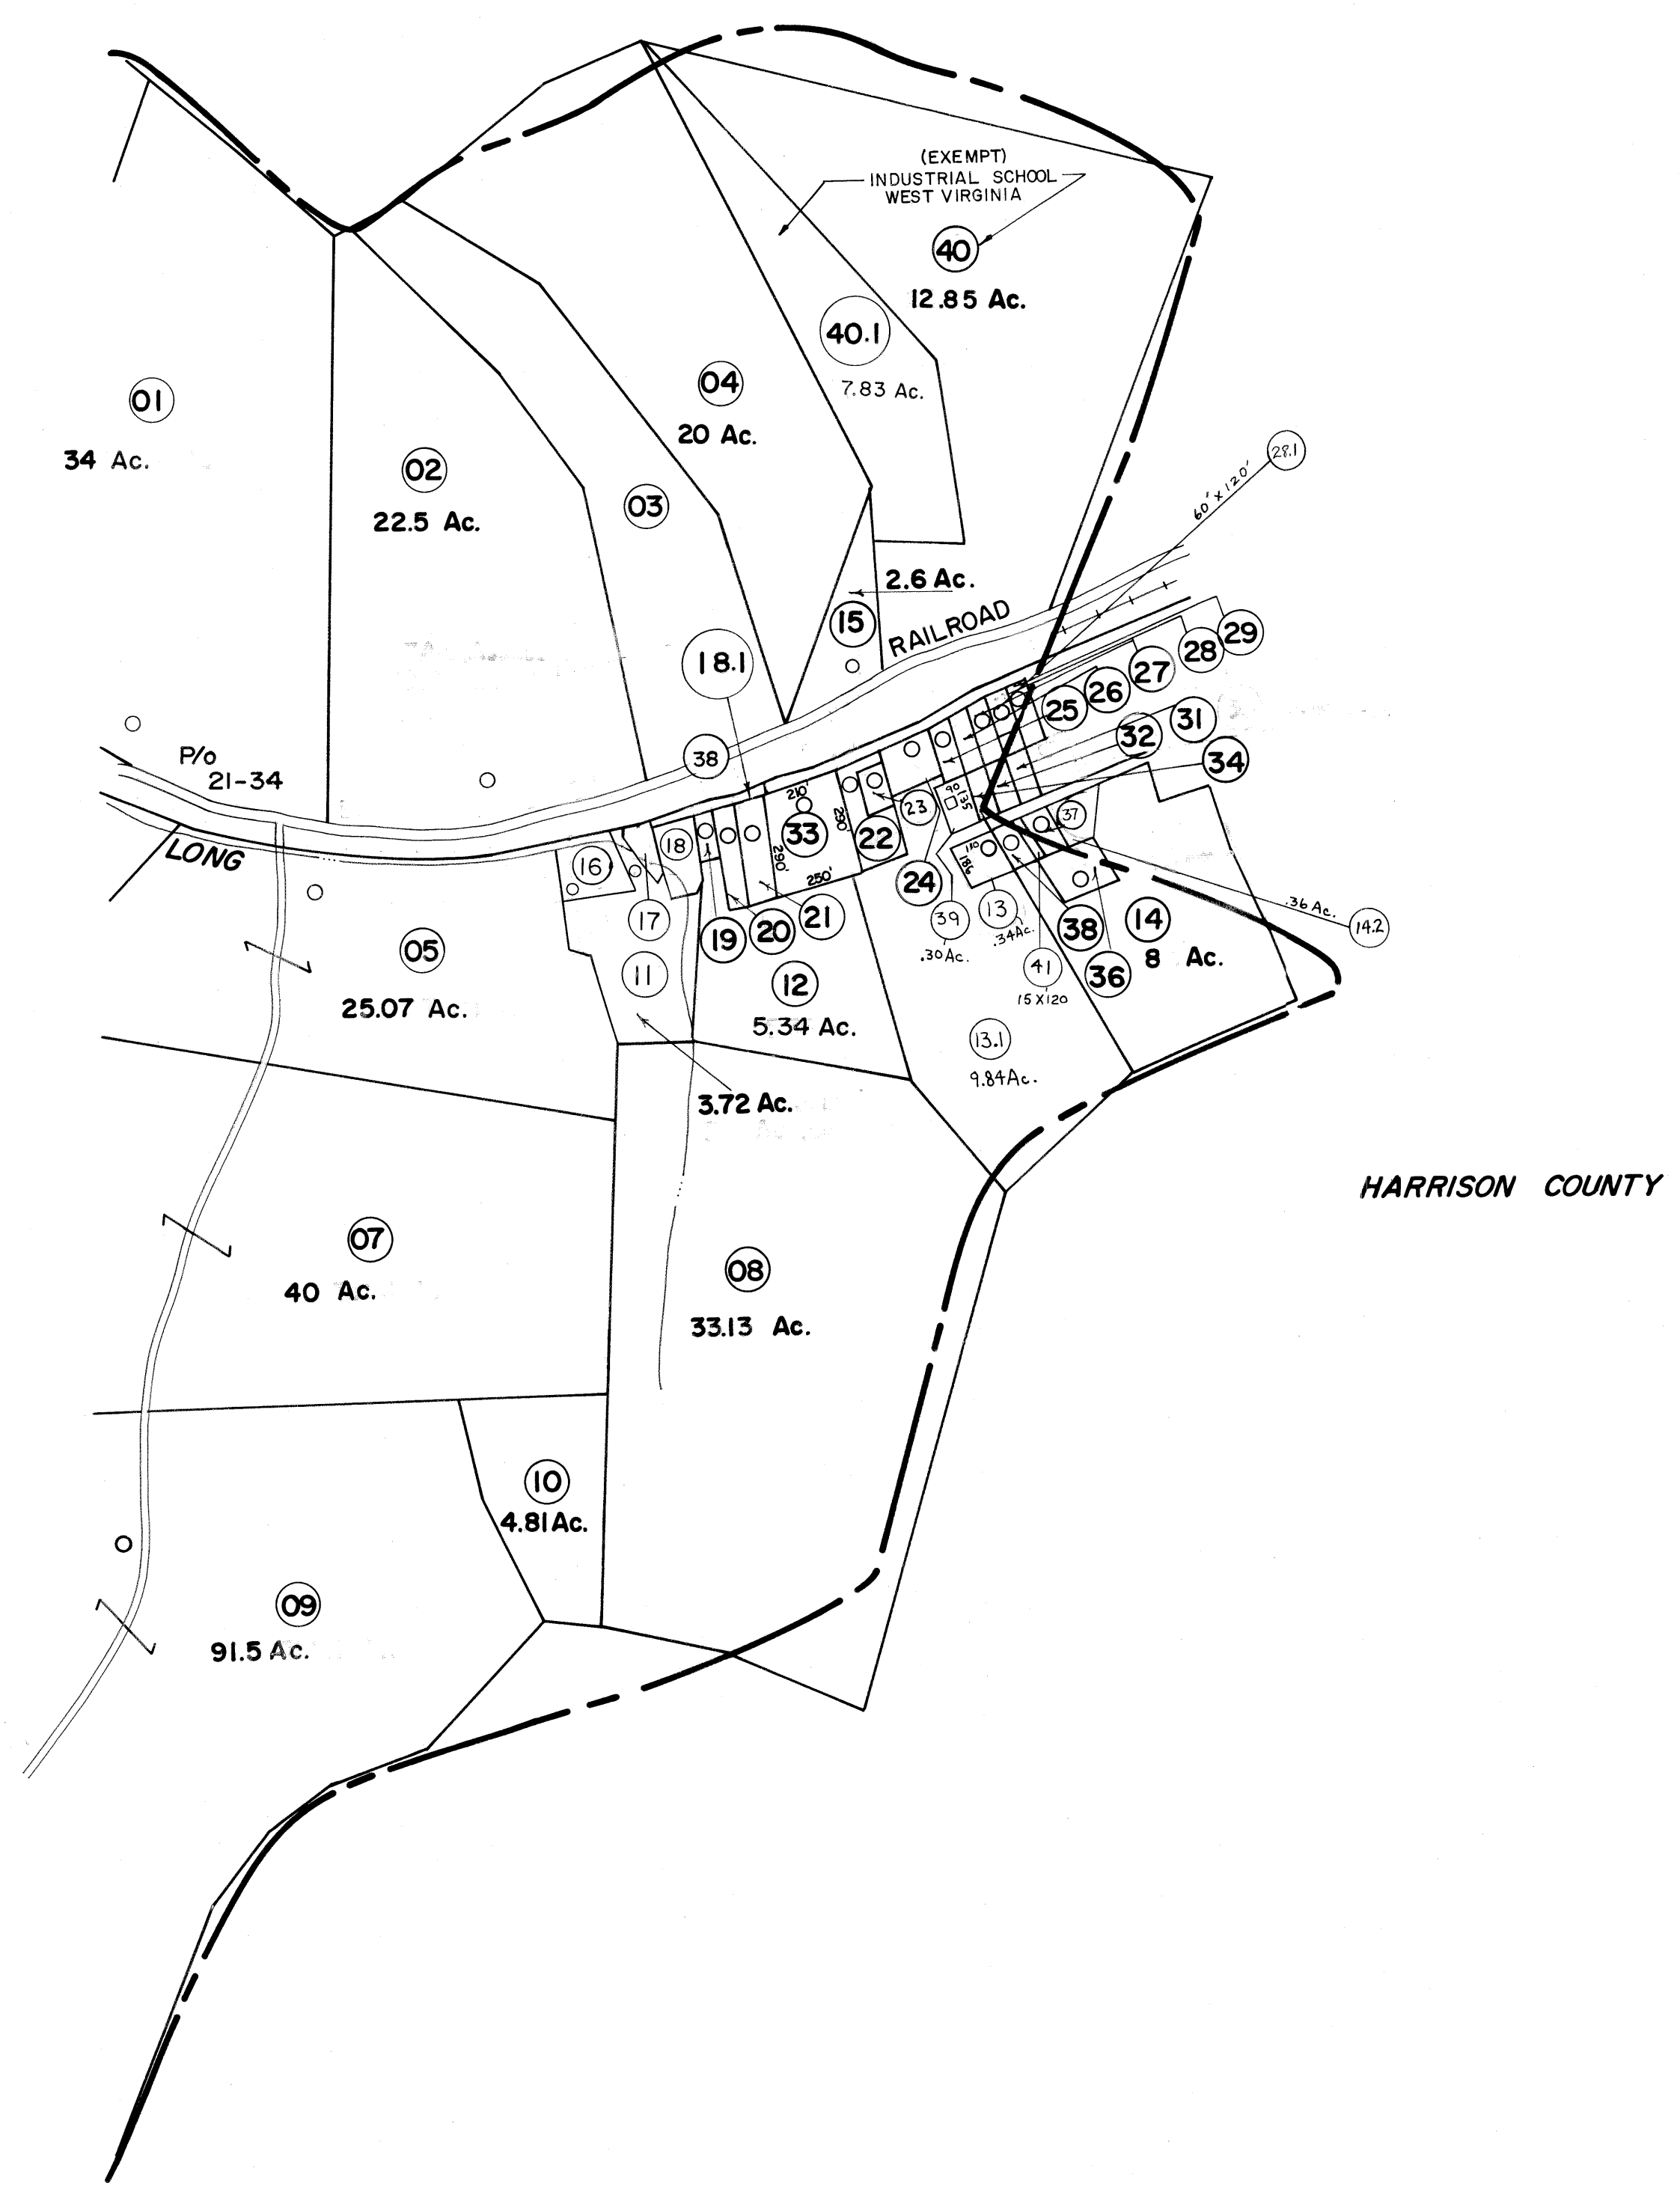 (EXEMPT)
INDUSTRIAL SCHOOL
WEST VIRGINIA
40
12.85 Ac.
40.1
7.83 Ac.
04
20 Ac.
01
34 Ac.
02
22.5 Ac.
03
28.1
60' x 120'
2.6 Ac.
15
RAILROAD
18.1
29
28
27
26
25
31
32
34
38
P/O
21-34
LONG
210'
290'
290'
250'
33
22
23
90
135
24
37
110
186
16
17
18
19
20
21
39
.30 Ac.
13
.34 Ac.
38
14
8 Ac.
.36 Ac.
14.2
41
15 X 120
36
05
25.07 Ac.
11
12
5.34 Ac.
13.1
9.84 Ac.
3.72 Ac.
HARRISON COUNTY
07
40 Ac.
08
33.13 Ac.
10
4.81 Ac.
09
91.5 Ac.